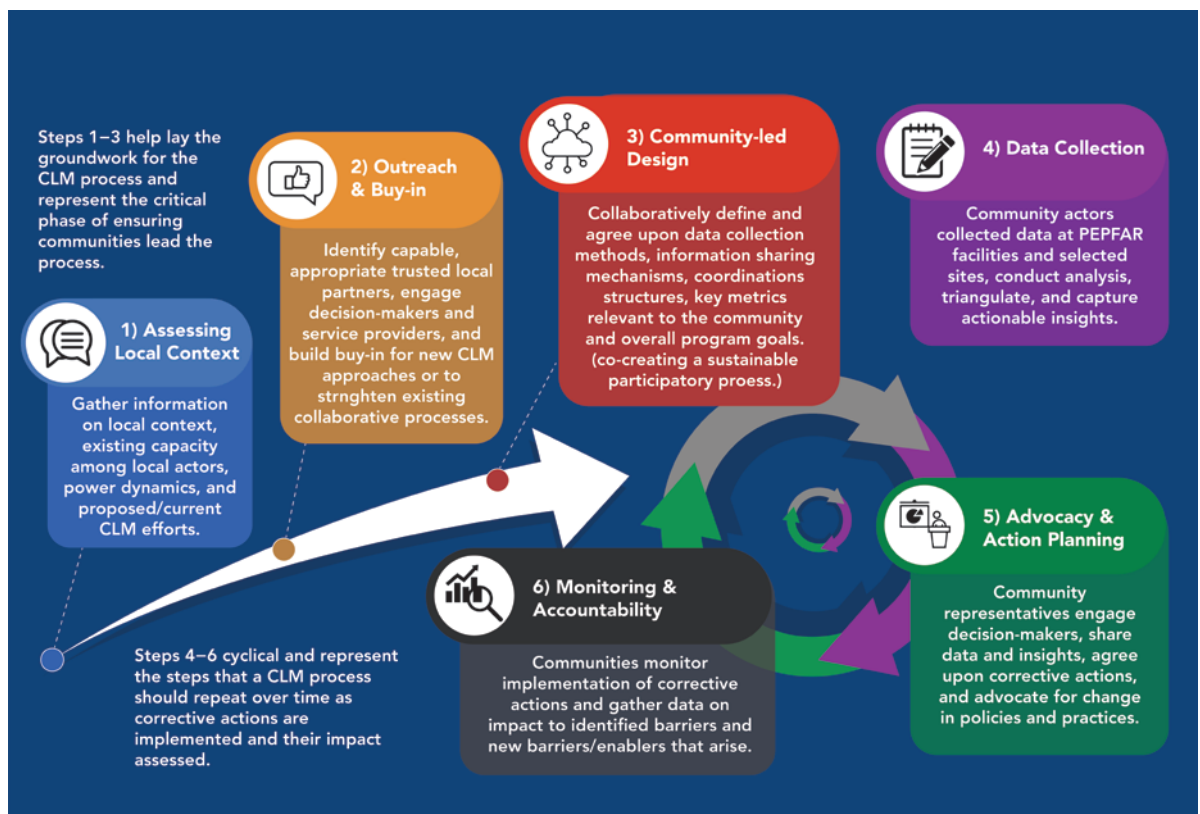 Steps 1–3 help lay the
groundwork for the
CLM process and
represent the critical
phase of ensuring
communities lead the
process.
1) Assessing
Local Context
Gather information
on local context,
existing capacity
among local actors,
power dynamics, and
proposed/current
CLM efforts.
2) Outreach
& Buy-in
Identify capable,
appropriate trusted local
partners, engage
decision-makers and
service providers, and
build buy-in for new CLM
approaches or to
strnghten existing
collaborative processes.
3) Community-led
Design
Collaboratively define and
agree upon data collection
methods, information sharing
mechanisms, coordinations
structures, key metrics
relevant to the community
and overall program goals.
(co-creating a sustainable
participatory proess.)
4) Data Collection
Community actors
collected data at PEPFAR
facilities and selected
sites, conduct analysis,
triangulate, and capture
actionable insights.
5) Advocacy &
Action Planning
Community
representatives engage
decision-makers, share
data and insights, agree
upon corrective actions,
and advocate for change
in policies and practices.
6) Monitoring &
Accountability
Communities monitor
implementation of corrective
actions and gather data on
impact to identified barriers and
new barriers/enablers that arise.
Steps 4–6 cyclical and represent
the steps that a CLM process
should repeat over time as
corrective actions are
implemented and their impact
assessed.